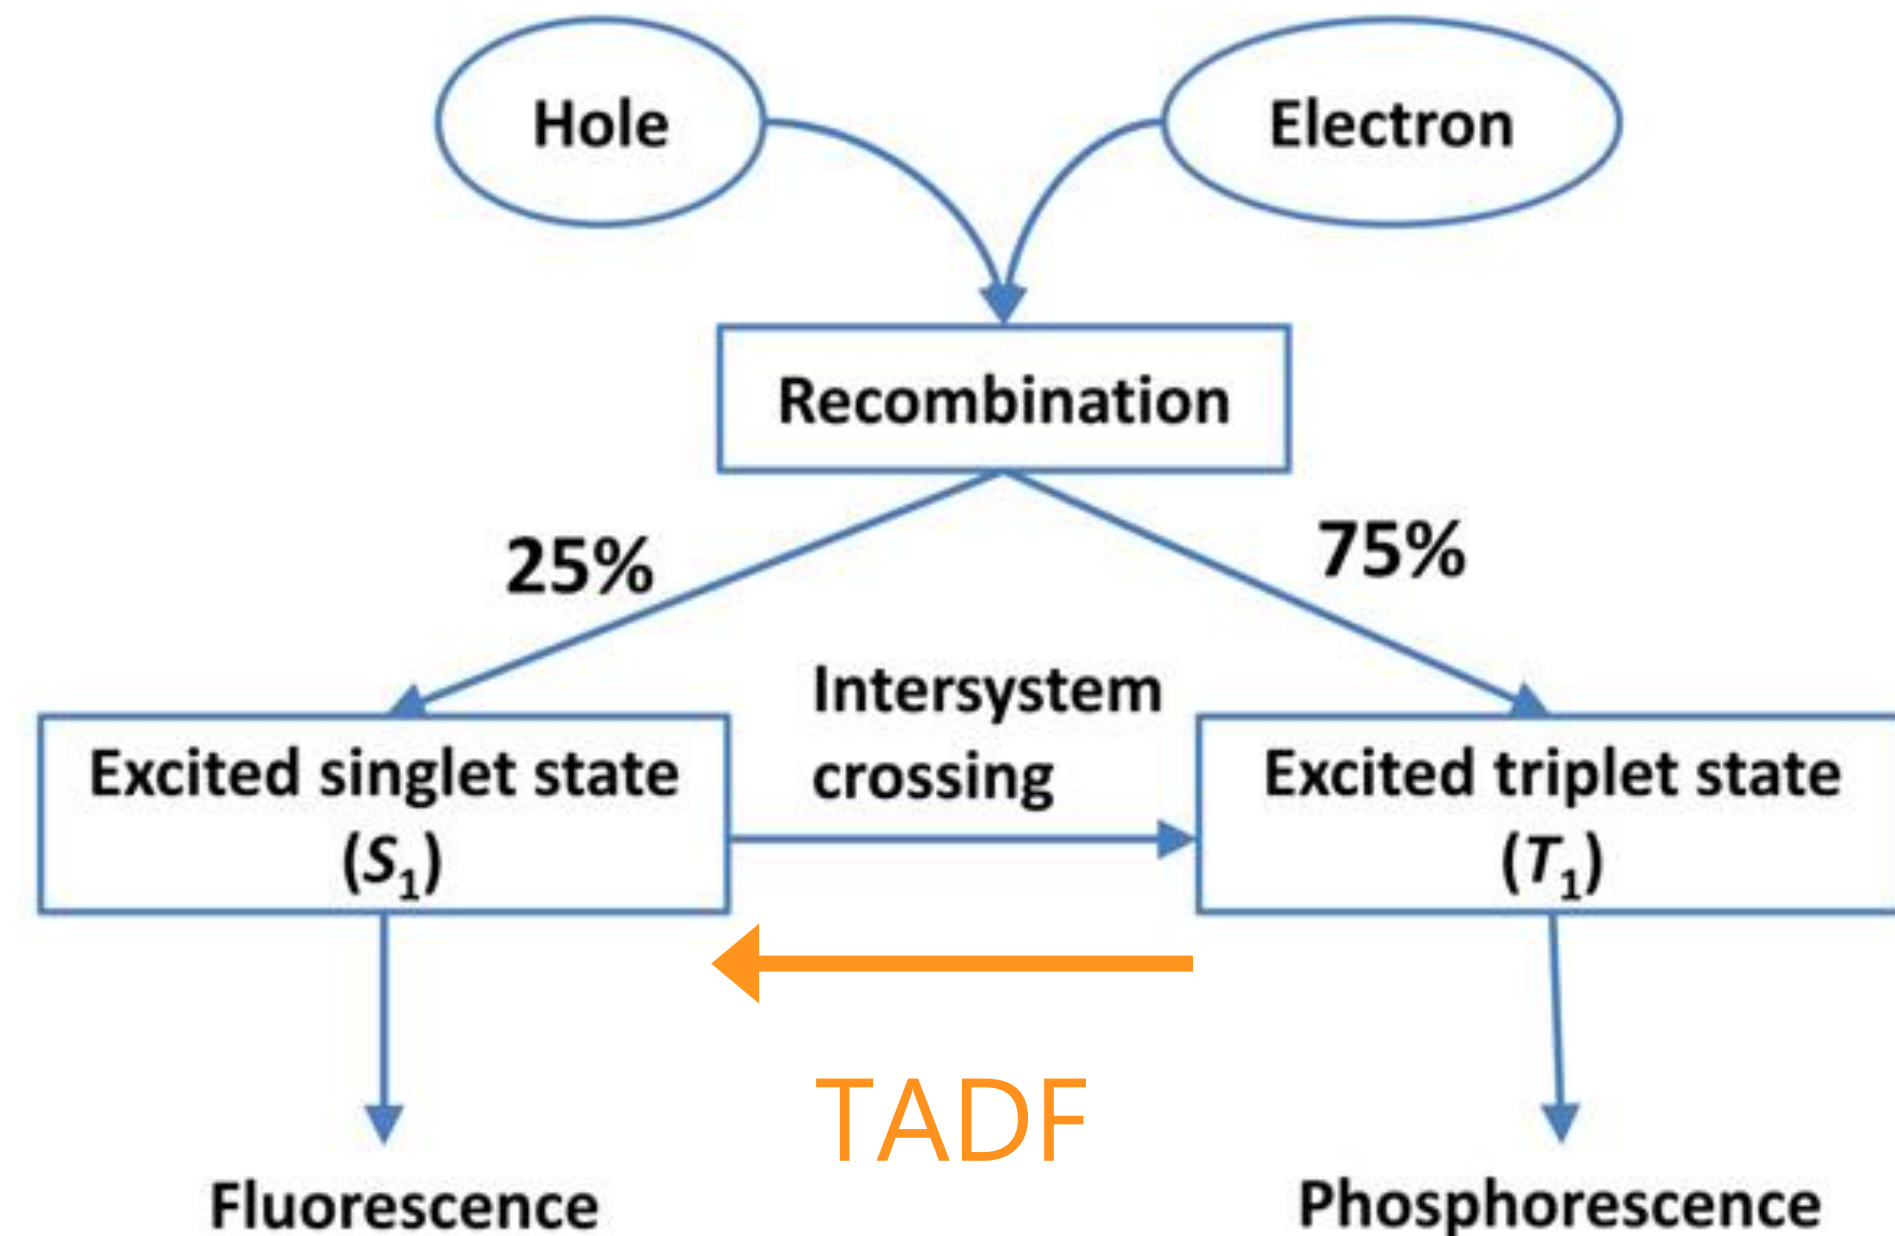 Hole
Electron
Recombination
25%
75%
Intersystem
crossing
Excited singlet state
(S₁)
Excited triplet state
(T₁)
TADF
Fluorescence
Phosphorescence